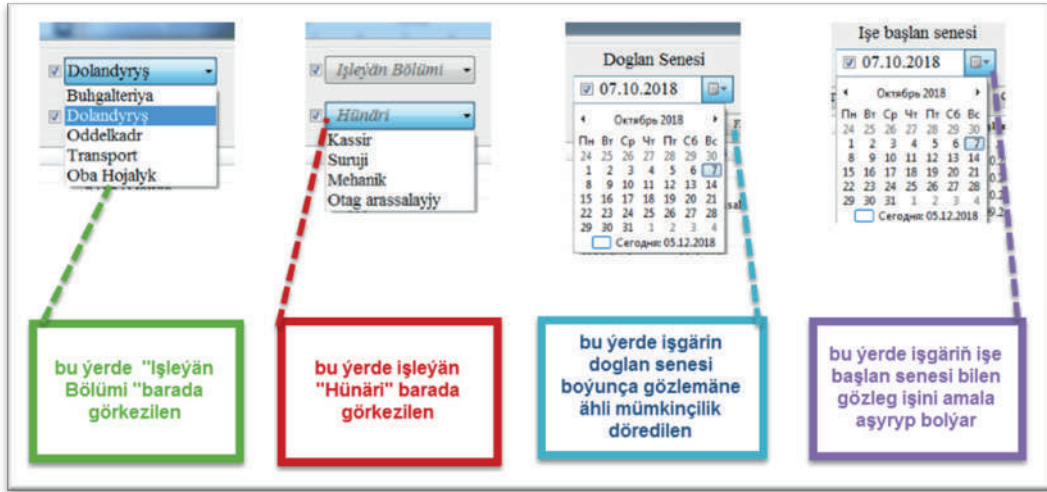 Dolandyryş
Buhgalteriya
Dolandyryş
Oddelkadr
Transport
Oba Hojalyk
Işleýän Bölümi
Hünäri
Kassir
Suruji
Mehanik
Otag arassalayjy
Doglan Senesi
07.10.2018
Октябрь 2018
Пн Вт Ср Чт Пт Сб Вс
24 25 26 27 28 29 30
1 2 3 4 5 6 7
8 9 10 11 12 13 14
15 16 17 18 19 20 21
22 23 24 25 26 27 28
29 30 31 1 2 3 4
Сегодня: 05.12.2018
Işe başlan senesi
07.10.2018
Октябрь 2018
Пн Вт Ср Чт Пт Сб Вс
24 25 26 27 28 29 30
1 2 3 4 5 6 7
8 9 10 11 12 13 14
15 16 17 18 19 20 21
22 23 24 25 26 27 28
29 30 31 1 2 3 4
Сегодня: 05.12.2018
bu ýerde "Işleýän
Bölümi "barada
görkezilen
bu ýerde işleýän
"Hünäri" barada
görkezilen
bu ýerde işgärin
doglan senesi
boýunça gözlemäne
ähli mümkinçilik
döredilen
bu ýerde işgäriň işe
başlan senesi bilen
gözleg işini amala
aşyryp bolýar